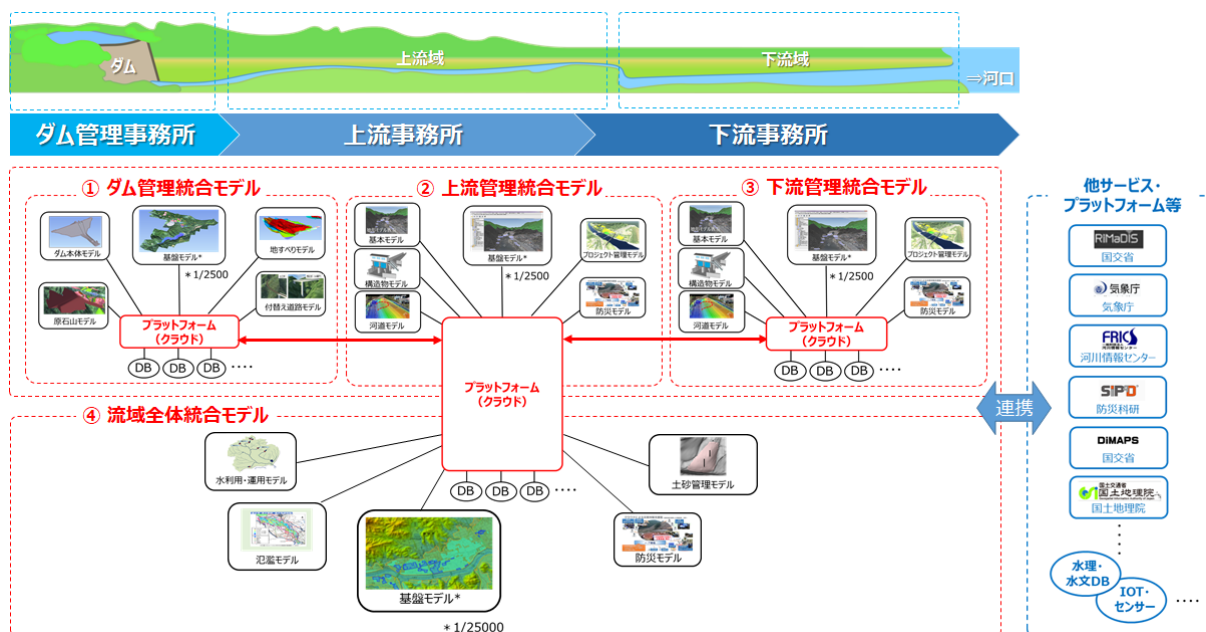 ダム
上流域
下流域
⇒河口
ダム管理事務所
上流事務所
下流事務所
① ダム管理統合モデル
ダム本体モデル
基盤モデル*
地すべりモデル
*1/2500
原石山モデル
付替え道路モデル
プラットフォーム
(クラウド)
DB
DB
DB
‥‥
② 上流管理統合モデル
基本モデル
基盤モデル*
プロジェクト管理モデル
*1/2500
構造物モデル
防災モデル
河道モデル
プラットフォーム
(クラウド)
DB
DB
DB
‥‥
③ 下流管理統合モデル
基本モデル
基盤モデル*
プロジェクト管理モデル
*1/2500
構造物モデル
防災モデル
河道モデル
プラットフォーム
(クラウド)
DB
DB
DB
‥‥
④ 流域全体統合モデル
水利用・運用モデル
土砂管理モデル
氾濫モデル
基盤モデル*
防災モデル
*1/25000
連携
他サービス・
プラットフォーム等
RiMaDIS
国交省
気象庁
気象庁
FRICS
河川情報センター
SIP4D
防災科研
DiMAPS
国交省
国土交通省
国土地理院
国土地理院
水理・
水文DB
IOT・
センサー
‥‥